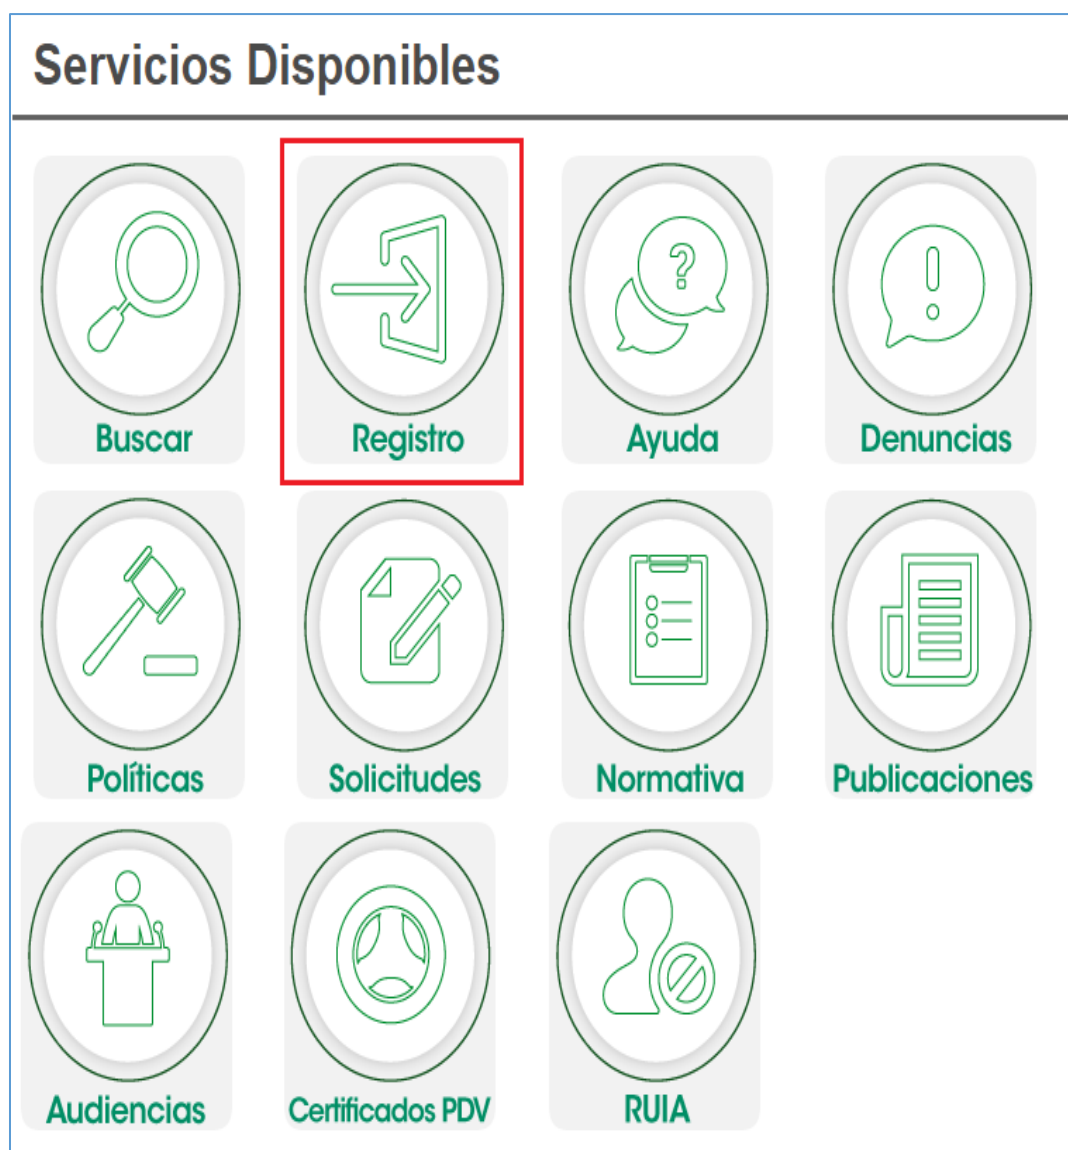 Servicios Disponibles
Buscar
Registro
Ayuda
Denuncias
Políticas
Solicitudes
Normativa
Publicaciones
Audiencias
Certificados PDV
RUIA